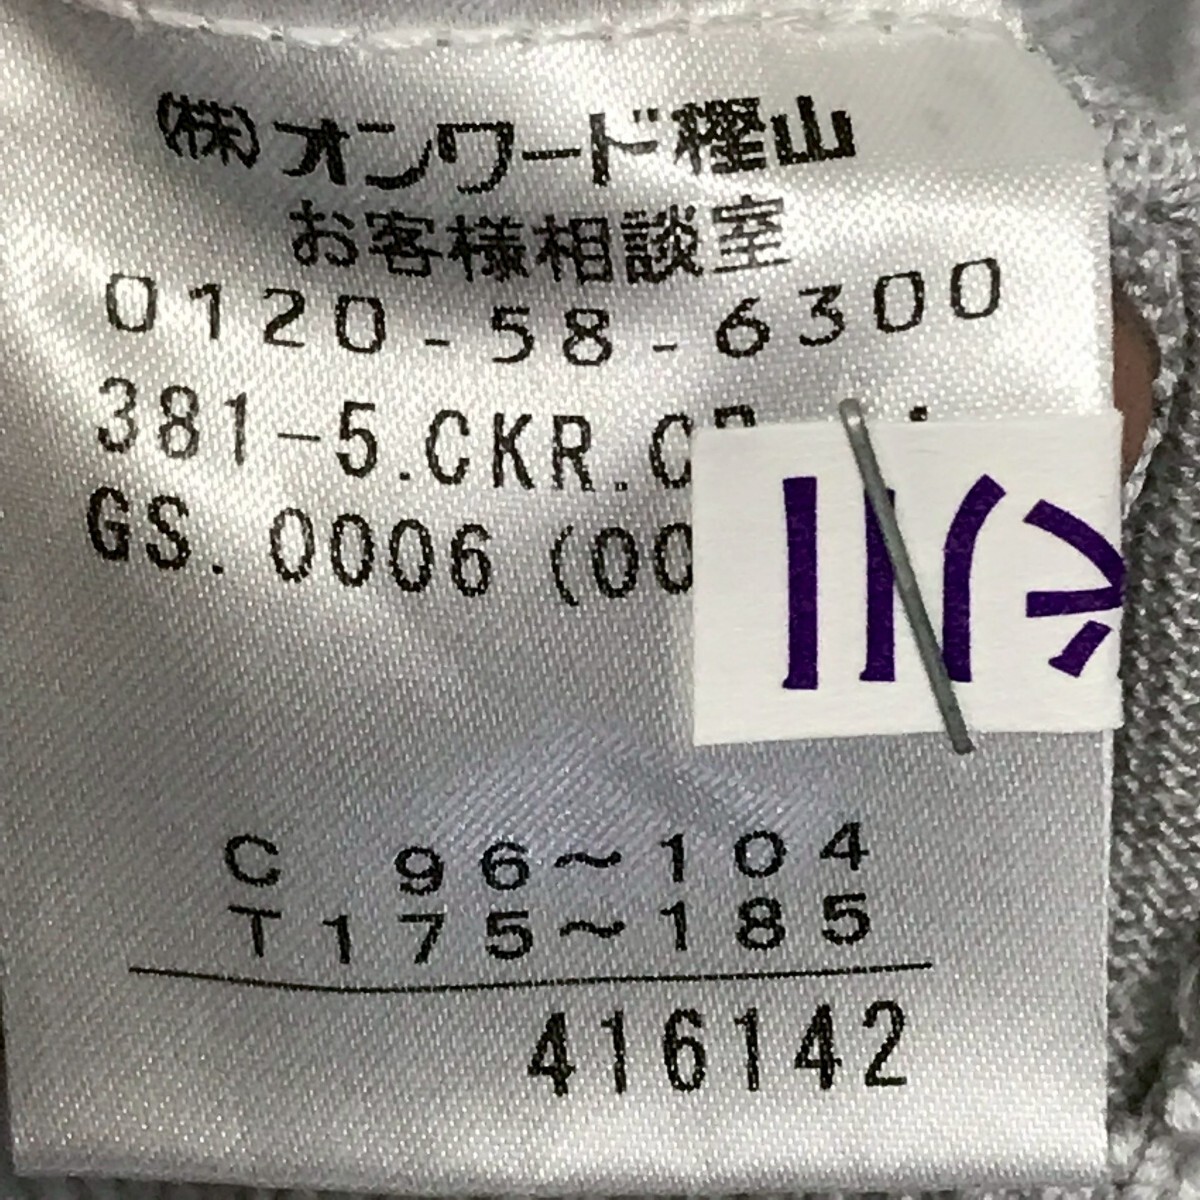 (株)オンワード樫山
お客様相談室
0120-58-6300
381-5.CKR.C
GS.0006 (00
C 96~104
T175~185
416142